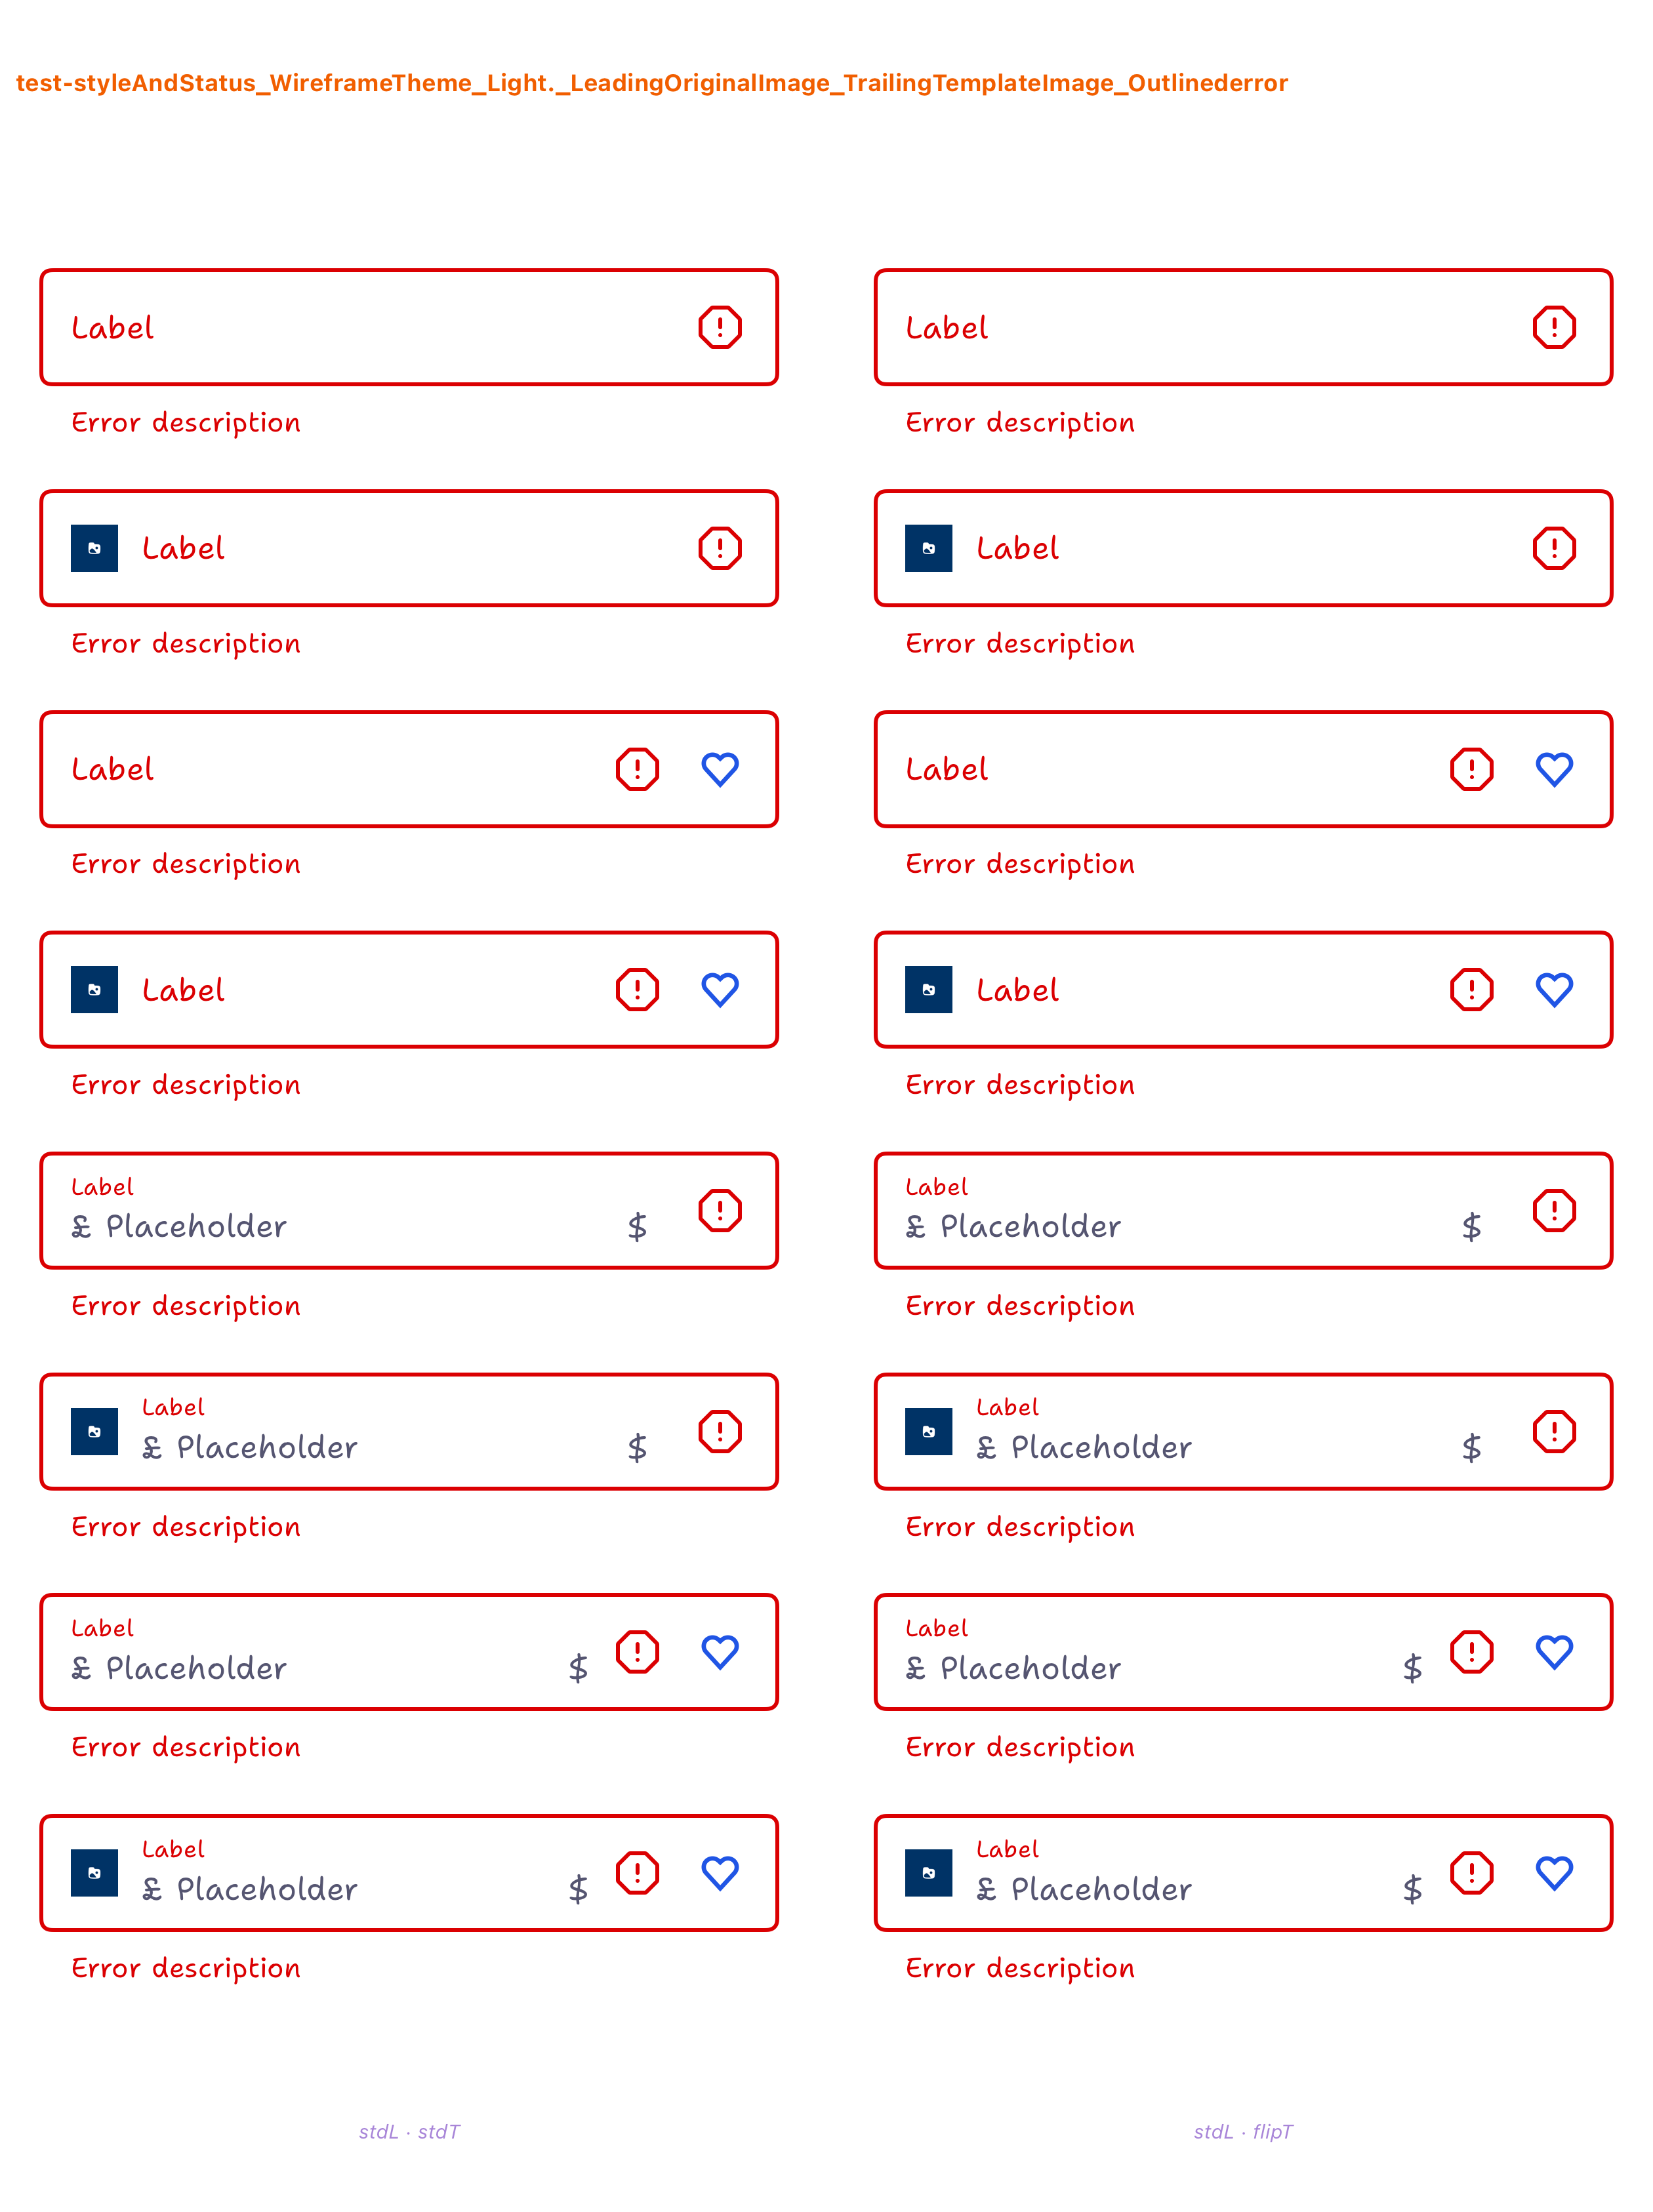 test-styleAndStatus_WireframeTheme_Light._LeadingOriginalImage_TrailingTemplateImage_Outlinederror
Label
Label
Error description
Error description
Label
Label
Error description
Error description
Label
Label
Error description
Error description
Label
Label
Error description
Error description
Label
£ Placeholder $
Label
£ Placeholder $
Error description
Error description
Label
£ Placeholder $
Label
£ Placeholder $
Error description
Error description
Label
£ Placeholder $
Label
£ Placeholder $
Error description
Error description
Label
£ Placeholder $
Label
£ Placeholder $
Error description
Error description
stdL · stdT
stdL · flipT